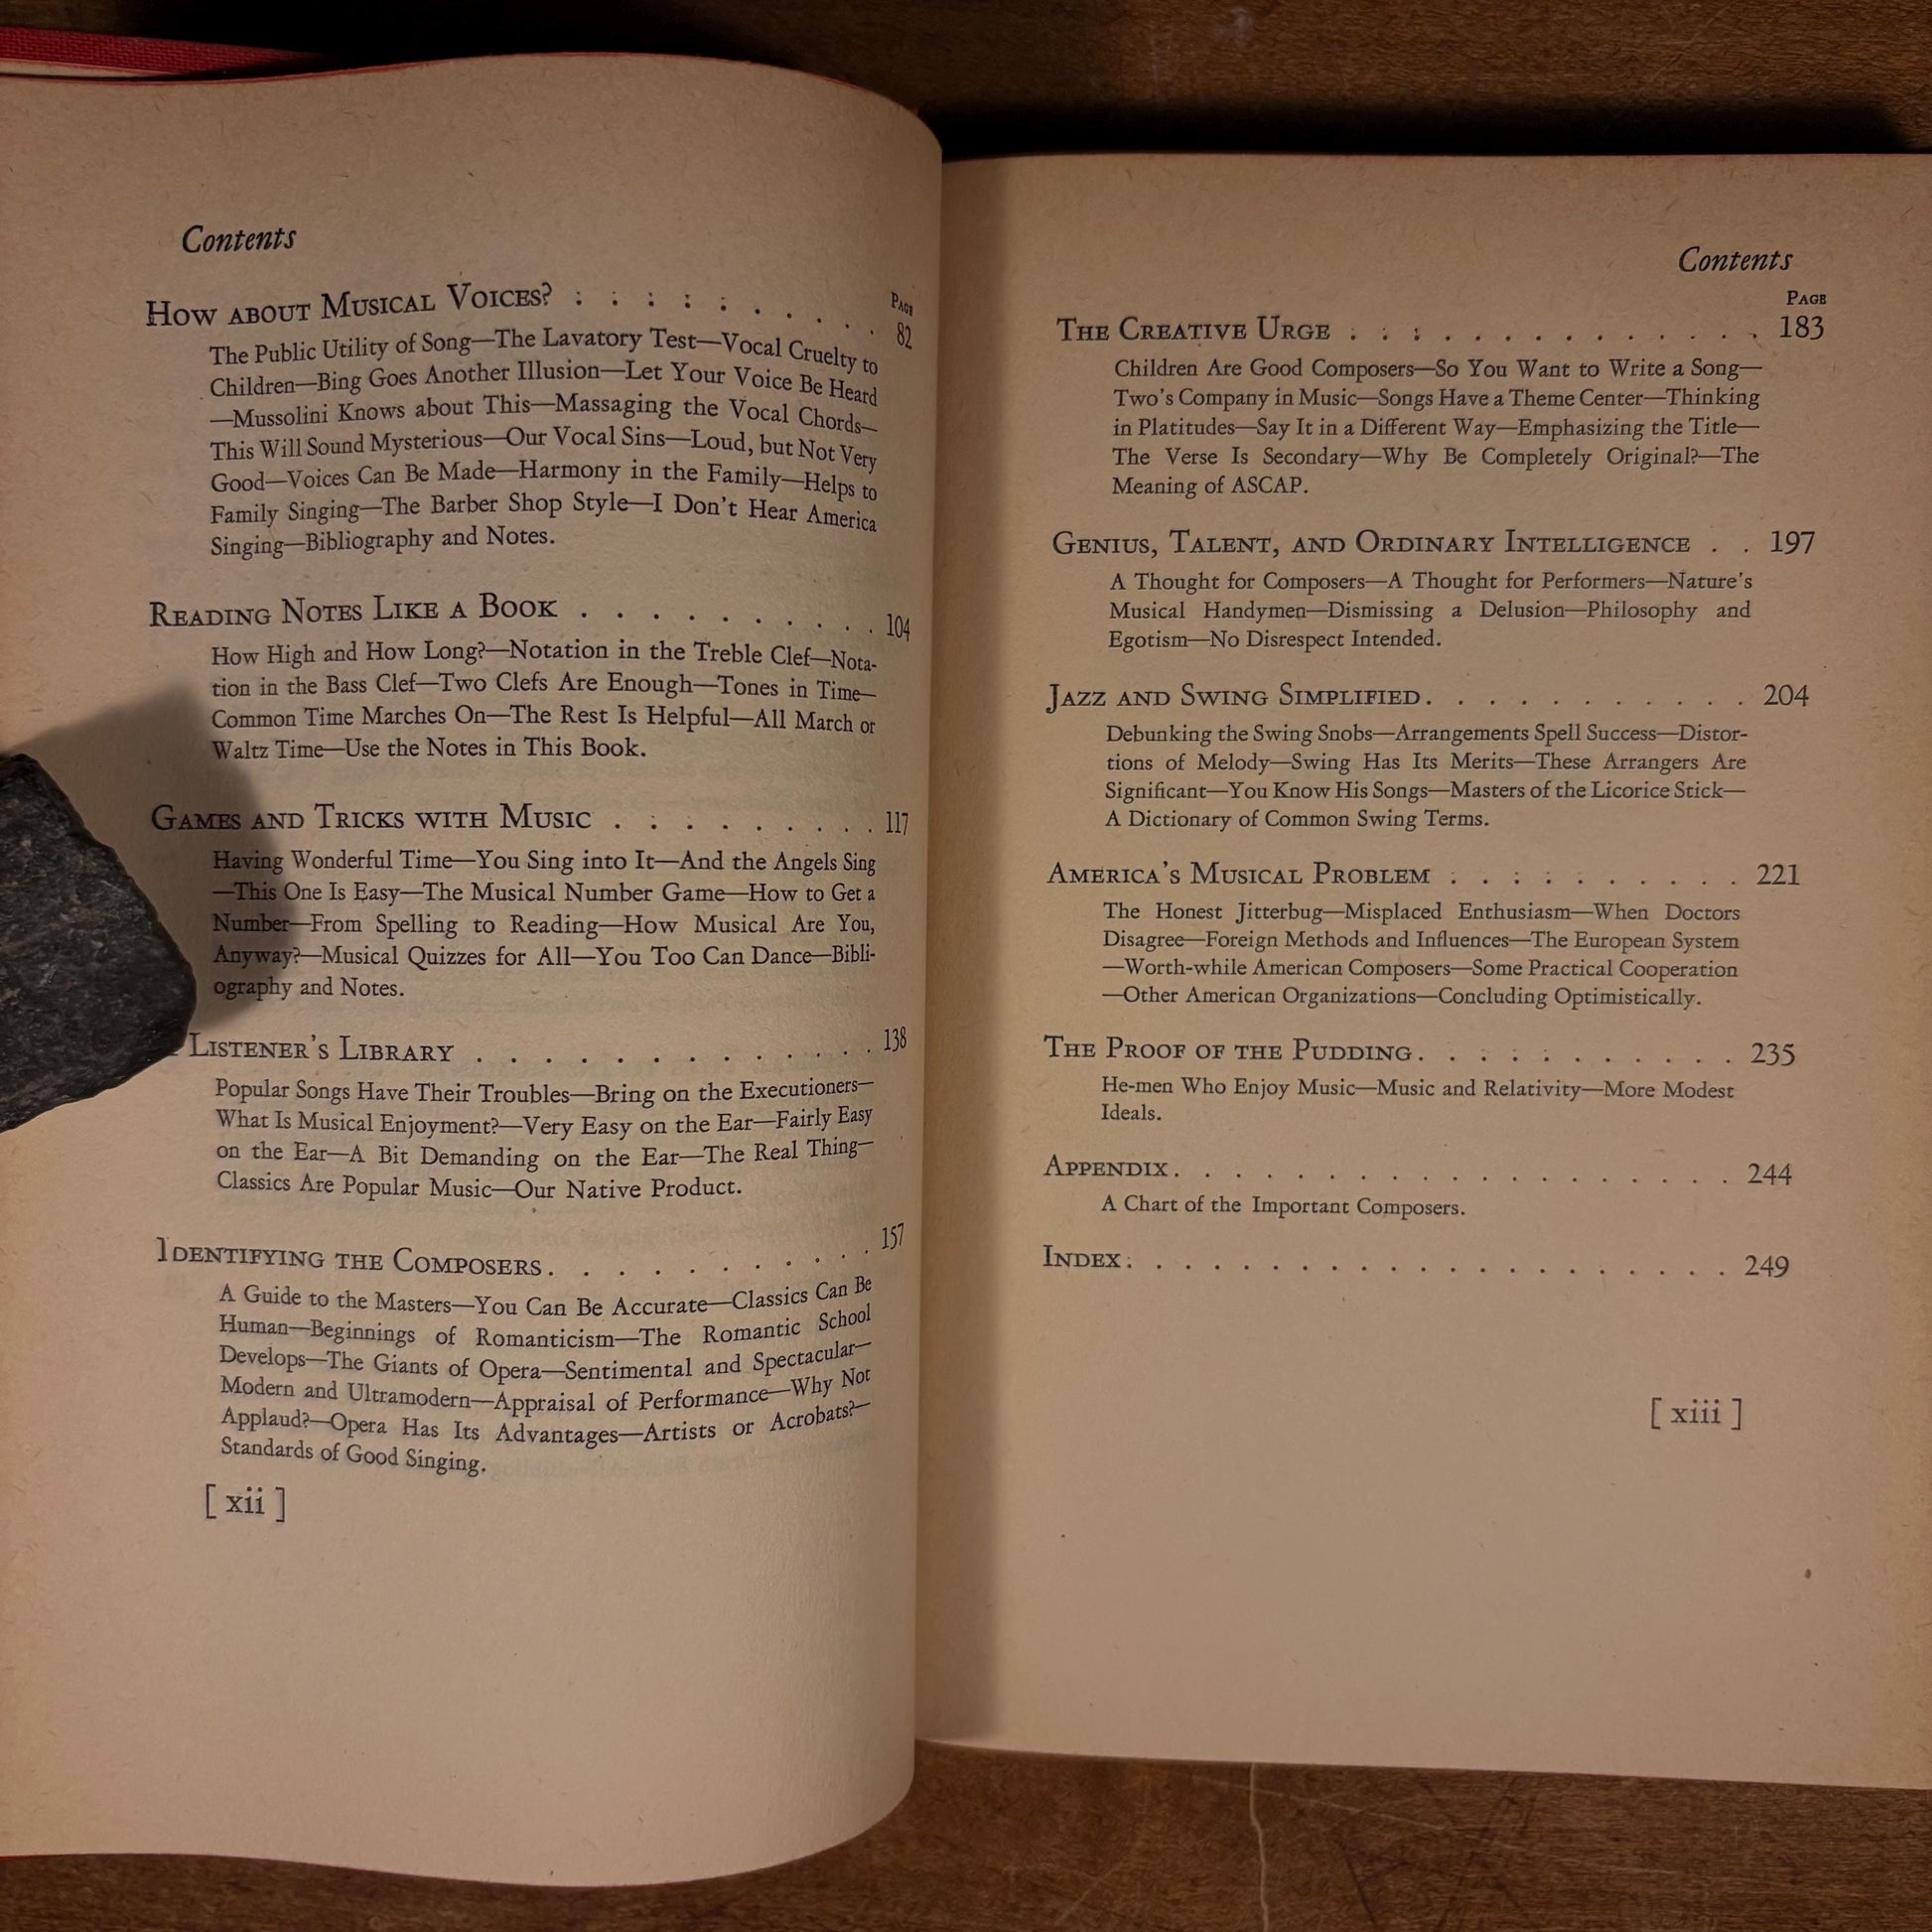 Contents
Page
How about Musical Voices? . . . . . . . . . . 82
The Public Utility of Song—The Lavatory Test—Vocal Cruelty to
Children—Bing Goes Another Illusion—Let Your Voice Be Heard
—Mussolini Knows about This—Massaging the Vocal Chords—
This Will Sound Mysterious—Our Vocal Sins—Loud, but Not Very
Good—Voices Can Be Made—Harmony in the Family—Helps to
Family Singing—The Barber Shop Style—I Don't Hear America
Singing—Bibliography and Notes.
Reading Notes Like a Book . . . . . . . . . . 104
How High and How Long?—Notation in the Treble Clef—Nota-
tion in the Bass Clef—Two Clefs Are Enough—Tones in Time—
Common Time Marches On—The Rest Is Helpful—All March or
Waltz Time—Use the Notes in This Book.
Games and Tricks with Music . . . . . . . . 117
Having Wonderful Time—You Sing into It—And the Angels Sing
—This One Is Easy—The Musical Number Game—How to Get a
Number—From Spelling to Reading—How Musical Are You,
Anyway?—Musical Quizzes for All—You Too Can Dance—Bibli-
ography and Notes.
Listener's Library . . . . . . . . . . . . 138
Popular Songs Have Their Troubles—Bring on the Executioners—
What Is Musical Enjoyment?—Very Easy on the Ear—Fairly Easy
on the Ear—A Bit Demanding on the Ear—The Real Thing—
Classics Are Popular Music—Our Native Product.
Identifying the Composers. . . . . . . . . . 157
A Guide to the Masters—You Can Be Accurate—Classics Can Be
Human—Beginnings of Romanticism—The Romantic School
Develops—The Giants of Opera—Sentimental and Spectacular—
Modern and Ultramodern—Appraisal of Performance—Why Not
Applaud?—Opera Has Its Advantages—Artists or Acrobats?—
Standards of Good Singing.
[ xii ]
Contents
Page
The Creative Urge . . . . . . . . . . . . . 183
Children Are Good Composers—So You Want to Write a Song—
Two's Company in Music—Songs Have a Theme Center—Thinking
in Platitudes—Say It in a Different Way—Emphasizing the Title—
The Verse Is Secondary—Why Be Completely Original?—The
Meaning of ASCAP.
Genius, Talent, and Ordinary Intelligence . . 197
A Thought for Composers—A Thought for Performers—Nature's
Musical Handymen—Dismissing a Delusion—Philosophy and
Egotism—No Disrespect Intended.
Jazz and Swing Simplified. . . . . . . . . . . 204
Debunking the Swing Snobs—Arrangements Spell Success—Distor-
tions of Melody—Swing Has Its Merits—These Arrangers Are
Significant—You Know His Songs—Masters of the Licorice Stick—
A Dictionary of Common Swing Terms.
America's Musical Problem . . . . . . . . . . 221
The Honest Jitterbug—Misplaced Enthusiasm—When Doctors
Disagree—Foreign Methods and Influences—The European System
—Worth-while American Composers—Some Practical Cooperation
—Other American Organizations—Concluding Optimistically.
The Proof of the Pudding. . . . . . . . . . . 235
He-men Who Enjoy Music—Music and Relativity—More Modest
Ideals.
Appendix. . . . . . . . . . . . . . . . . . . 244
A Chart of the Important Composers.
Index. . . . . . . . . . . . . . . . . . . . 249
[ xiii ]